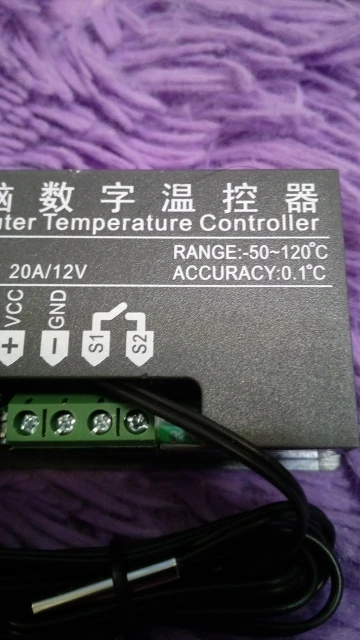 脑数字温控器
uter Temperature Controller
20A/12V
RANGE:-50~120°C
ACCURACY:0.1°C
VCC GND
+ - S1 S2